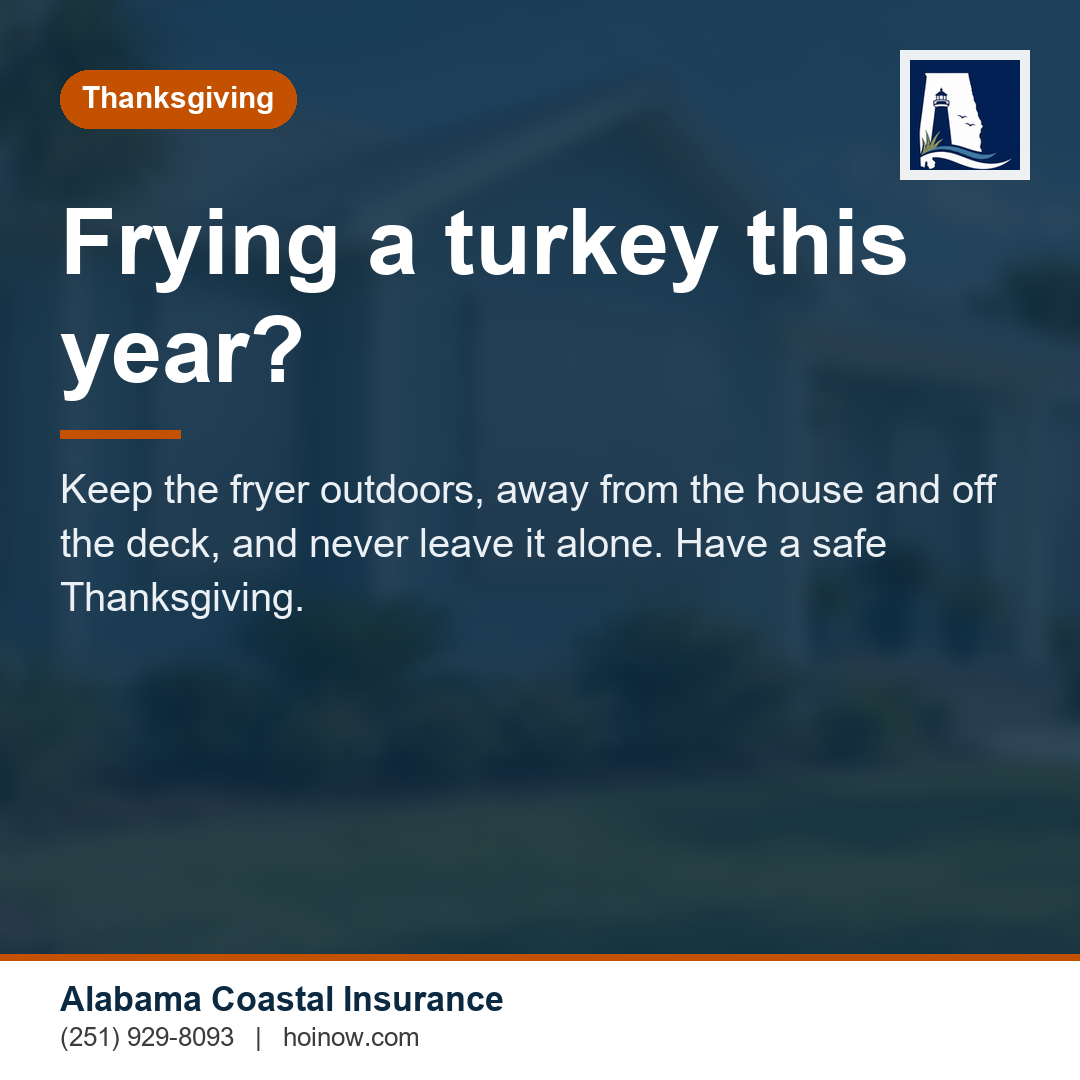 Thanksgiving
Frying a turkey this
year?
Keep the fryer outdoors, away from the house and off
the deck, and never leave it alone. Have a safe
Thanksgiving.
Alabama Coastal Insurance
(251) 929-8093 | hoinow.com